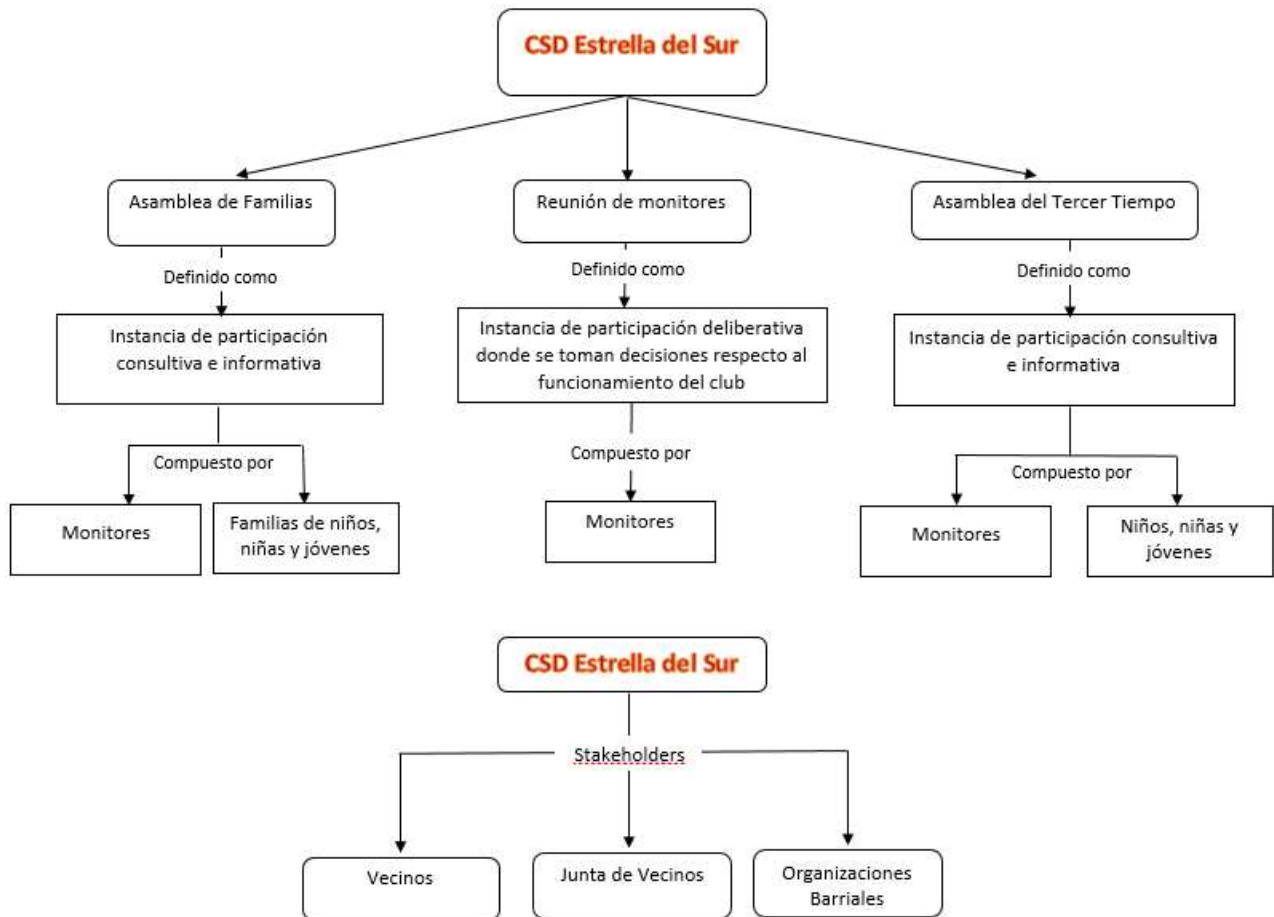 CSD Estrella del Sur
Asamblea de Familias
Reunión de monitores
Asamblea del Tercer Tiempo
Definido como
Definido como
Definido como
Instancia de participación
consultiva e informativa
Instancia de participación deliberativa
donde se toman decisiones respecto al
funcionamiento del club
Instancia de participación consultiva
e informativa
Compuesto por
Compuesto por
Compuesto por
Monitores
Familias de niños,
niñas y jóvenes
Monitores
Monitores
Niños, niñas y
jóvenes
CSD Estrella del Sur
Stakeholders
Vecinos
Junta de Vecinos
Organizaciones
Barriales